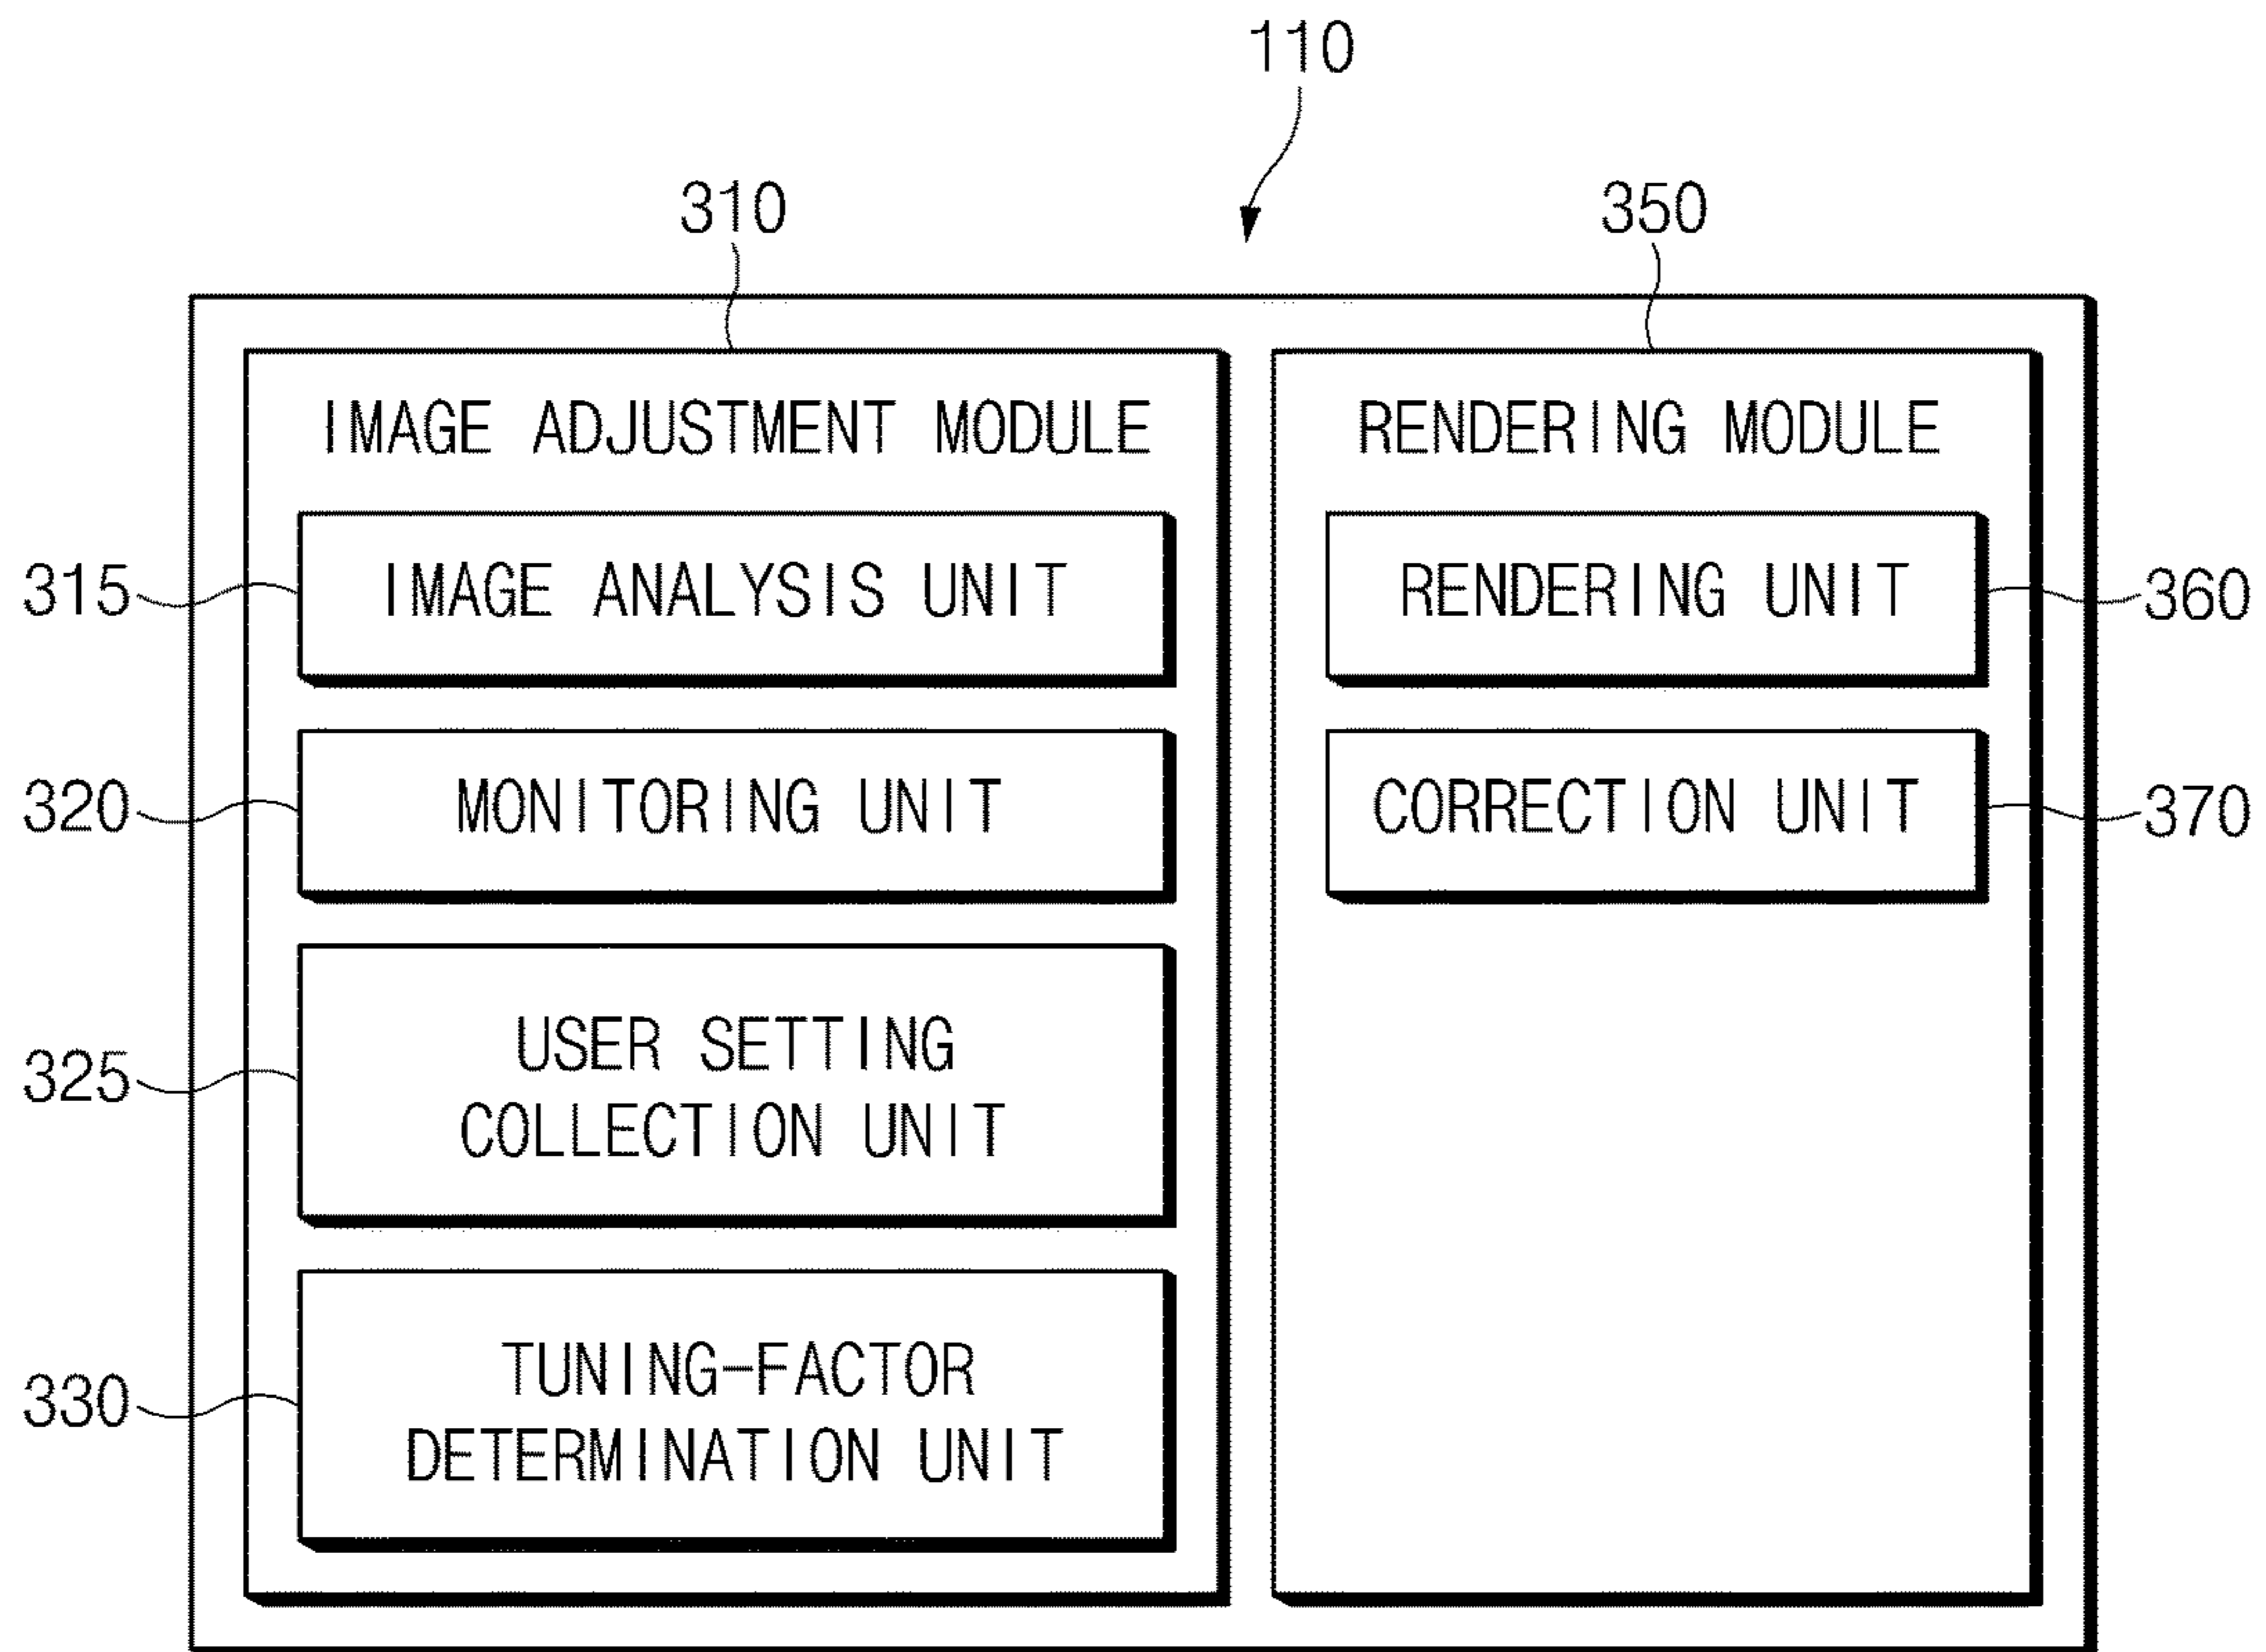 110
310
350
IMAGE ADJUSTMENT MODULE
315
IMAGE ANALYSIS UNIT
320
MONITORING UNIT
325
USER SETTING
COLLECTION UNIT
330
TUNING-FACTOR
DETERMINATION UNIT
RENDERING MODULE
RENDERING UNIT
360
CORRECTION UNIT
370